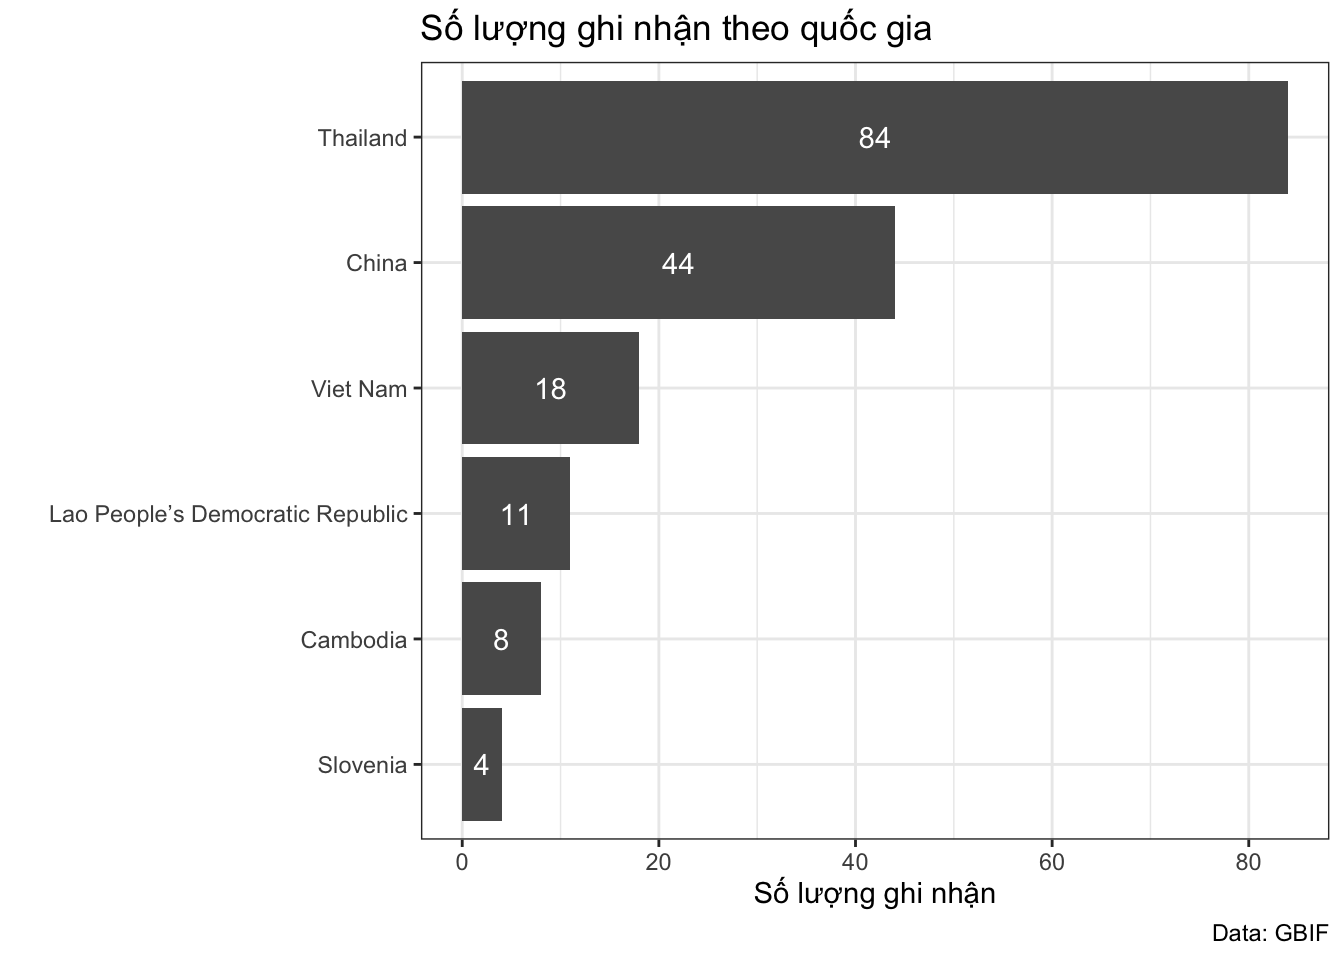 Số lượng ghi nhận theo quốc gia
Thailand
84
China
44
Viet Nam
18
Lao People’s Democratic Republic
11
Cambodia
8
Slovenia
4
0 20 40 60 80
Số lượng ghi nhận
Data: GBIF